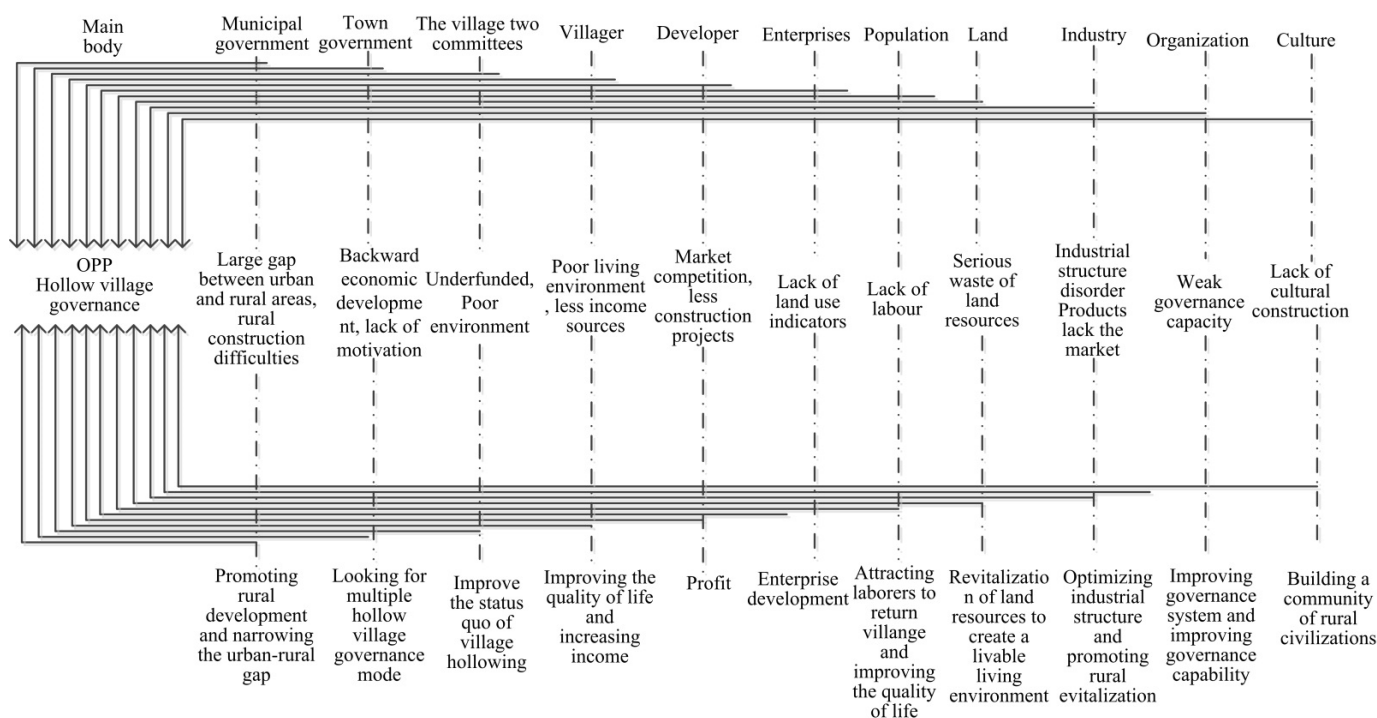 Main
body
Municipal
government
Town
government
The village two
committees
Villager
Developer
Enterprises
Population
Land
Industry
Organization
Culture
OPP
Hollow village
governance
Large gap
between urban
and rural areas,
rural
construction
difficulties
Backward
economic
developme
nt, lack of
motivation
Underfunded,
Poor
environment
Poor living
environment
, less income
sources
Market
competition,
less
construction
projects
Lack of
land use
indicators
Lack of
labour
Serious
waste of
land
resources
Industrial
structure
disorder
Products
lack the
market
Weak
governance
capacity
Lack of
cultural
construction
Promoting
rural
development
and narrowing
the urban-rural
gap
Looking for
multiple
hollow
village
governance
mode
Improve
the status
quo of
village
hollowing
Improving the
quality of life
and
increasing
income
Profit
Enterprise
development
Attracting
laborers to
return
villange
and
improving
the quality
of life
Revitalizatio
n of land
resources to
create a
livable
living
environment
Optimizing
industrial
structure
and
promoting
rural
evitalization
Improving
governance
system and
improving
governance
capability
Building a
community
of rural
civilizations